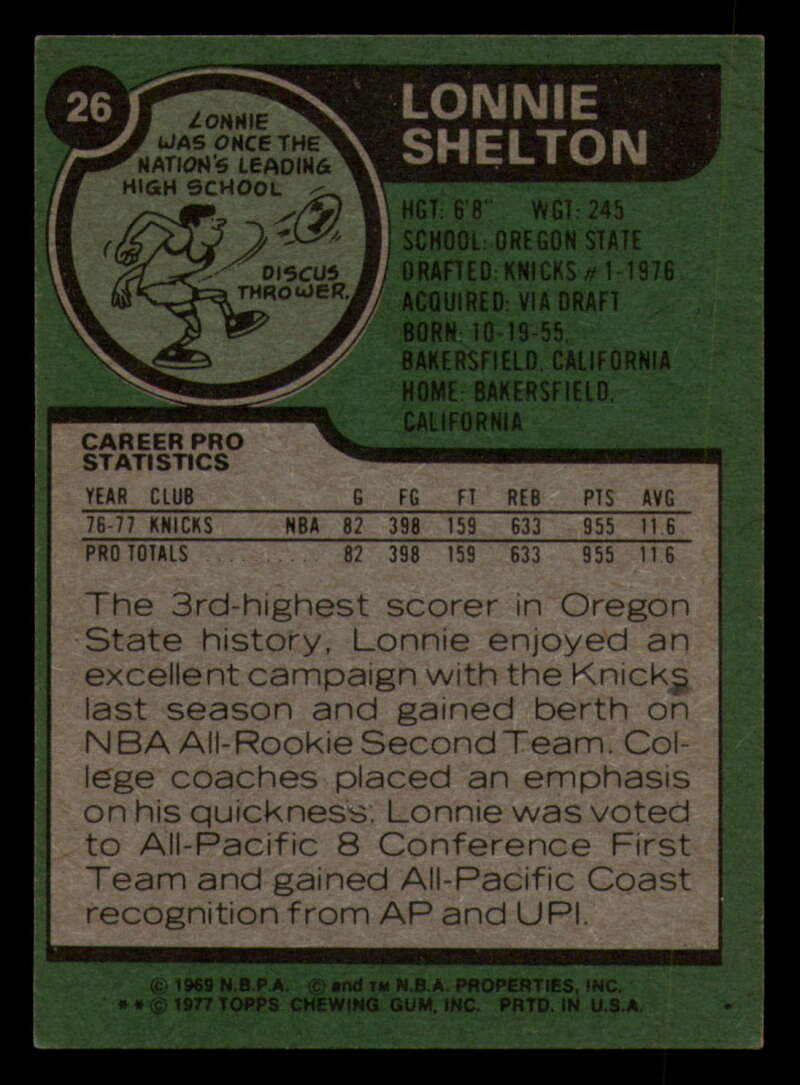 26
LONNIE
WAS ONCE THE
NATION'S LEADING
HIGH SCHOOL
DISCUS
THROWER.
LONNIE
SHELTON
HGT: 6'8" WGT: 245
SCHOOL: OREGON STATE
DRAFTED: KNICKS # 1-1976
ACQUIRED: VIA DRAFT
BORN: 10-19-55,
BAKERSFIELD, CALIFORNIA
HOME: BAKERSFIELD,
CALIFORNIA
CAREER PRO
STATISTICS
YEAR CLUB G FG FT REB PTS AVG
76-77 KNICKS NBA 82 398 159 633 955 11.6
PRO TOTALS .......... 82 398 159 633 955 11.6
The 3rd-highest scorer in Oregon
State history, Lonnie enjoyed an
excellent campaign with the Knicks
last season and gained berth on
NBA All-Rookie Second Team. Col-
lege coaches placed an emphasis
on his quickness. Lonnie was voted
to All-Pacific 8 Conference First
Team and gained All-Pacific Coast
recognition from AP and UPI.
© 1969 N.B.P.A. © and TM N.B.A. PROPERTIES, INC.
* * © 1977 TOPPS CHEWING GUM, INC. PRTD. IN U.S.A.